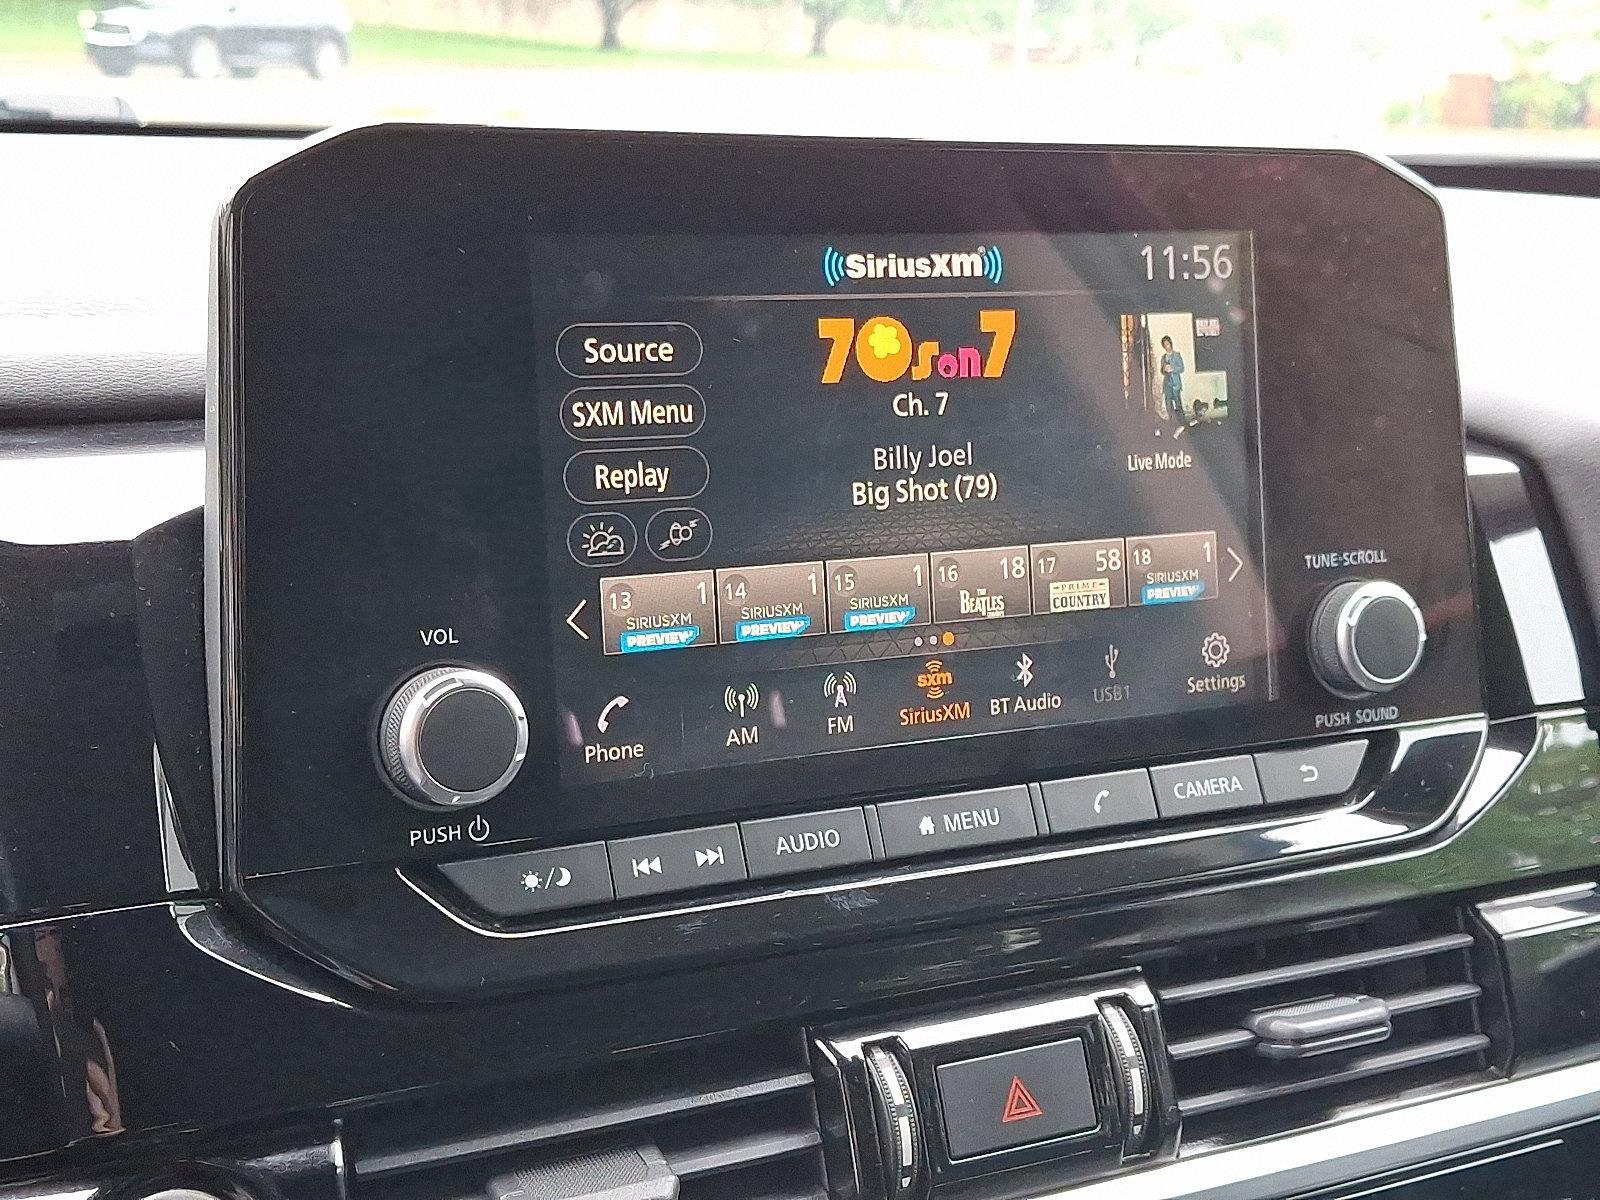 SiriusXM
11:56
Source
70s on 7
Ch. 7
SXM Menu
Billy Joel
Big Shot (79)
Live Mode
Replay
13 1
SIRIUSXM
PREVIEW
14 1
SIRIUSXM
PREVIEW
15 1
SIRIUSXM
PREVIEW
16 18
THE
BEATLES
17 58
PRIME
COUNTRY
18 1
SIRIUSXM
PREVIEW
Phone
AM
FM
sxm
SiriusXM
BT Audio
USB1
Settings
VOL
PUSH
TUNE-SCROLL
PUSH SOUND
AUDIO
MENU
CAMERA